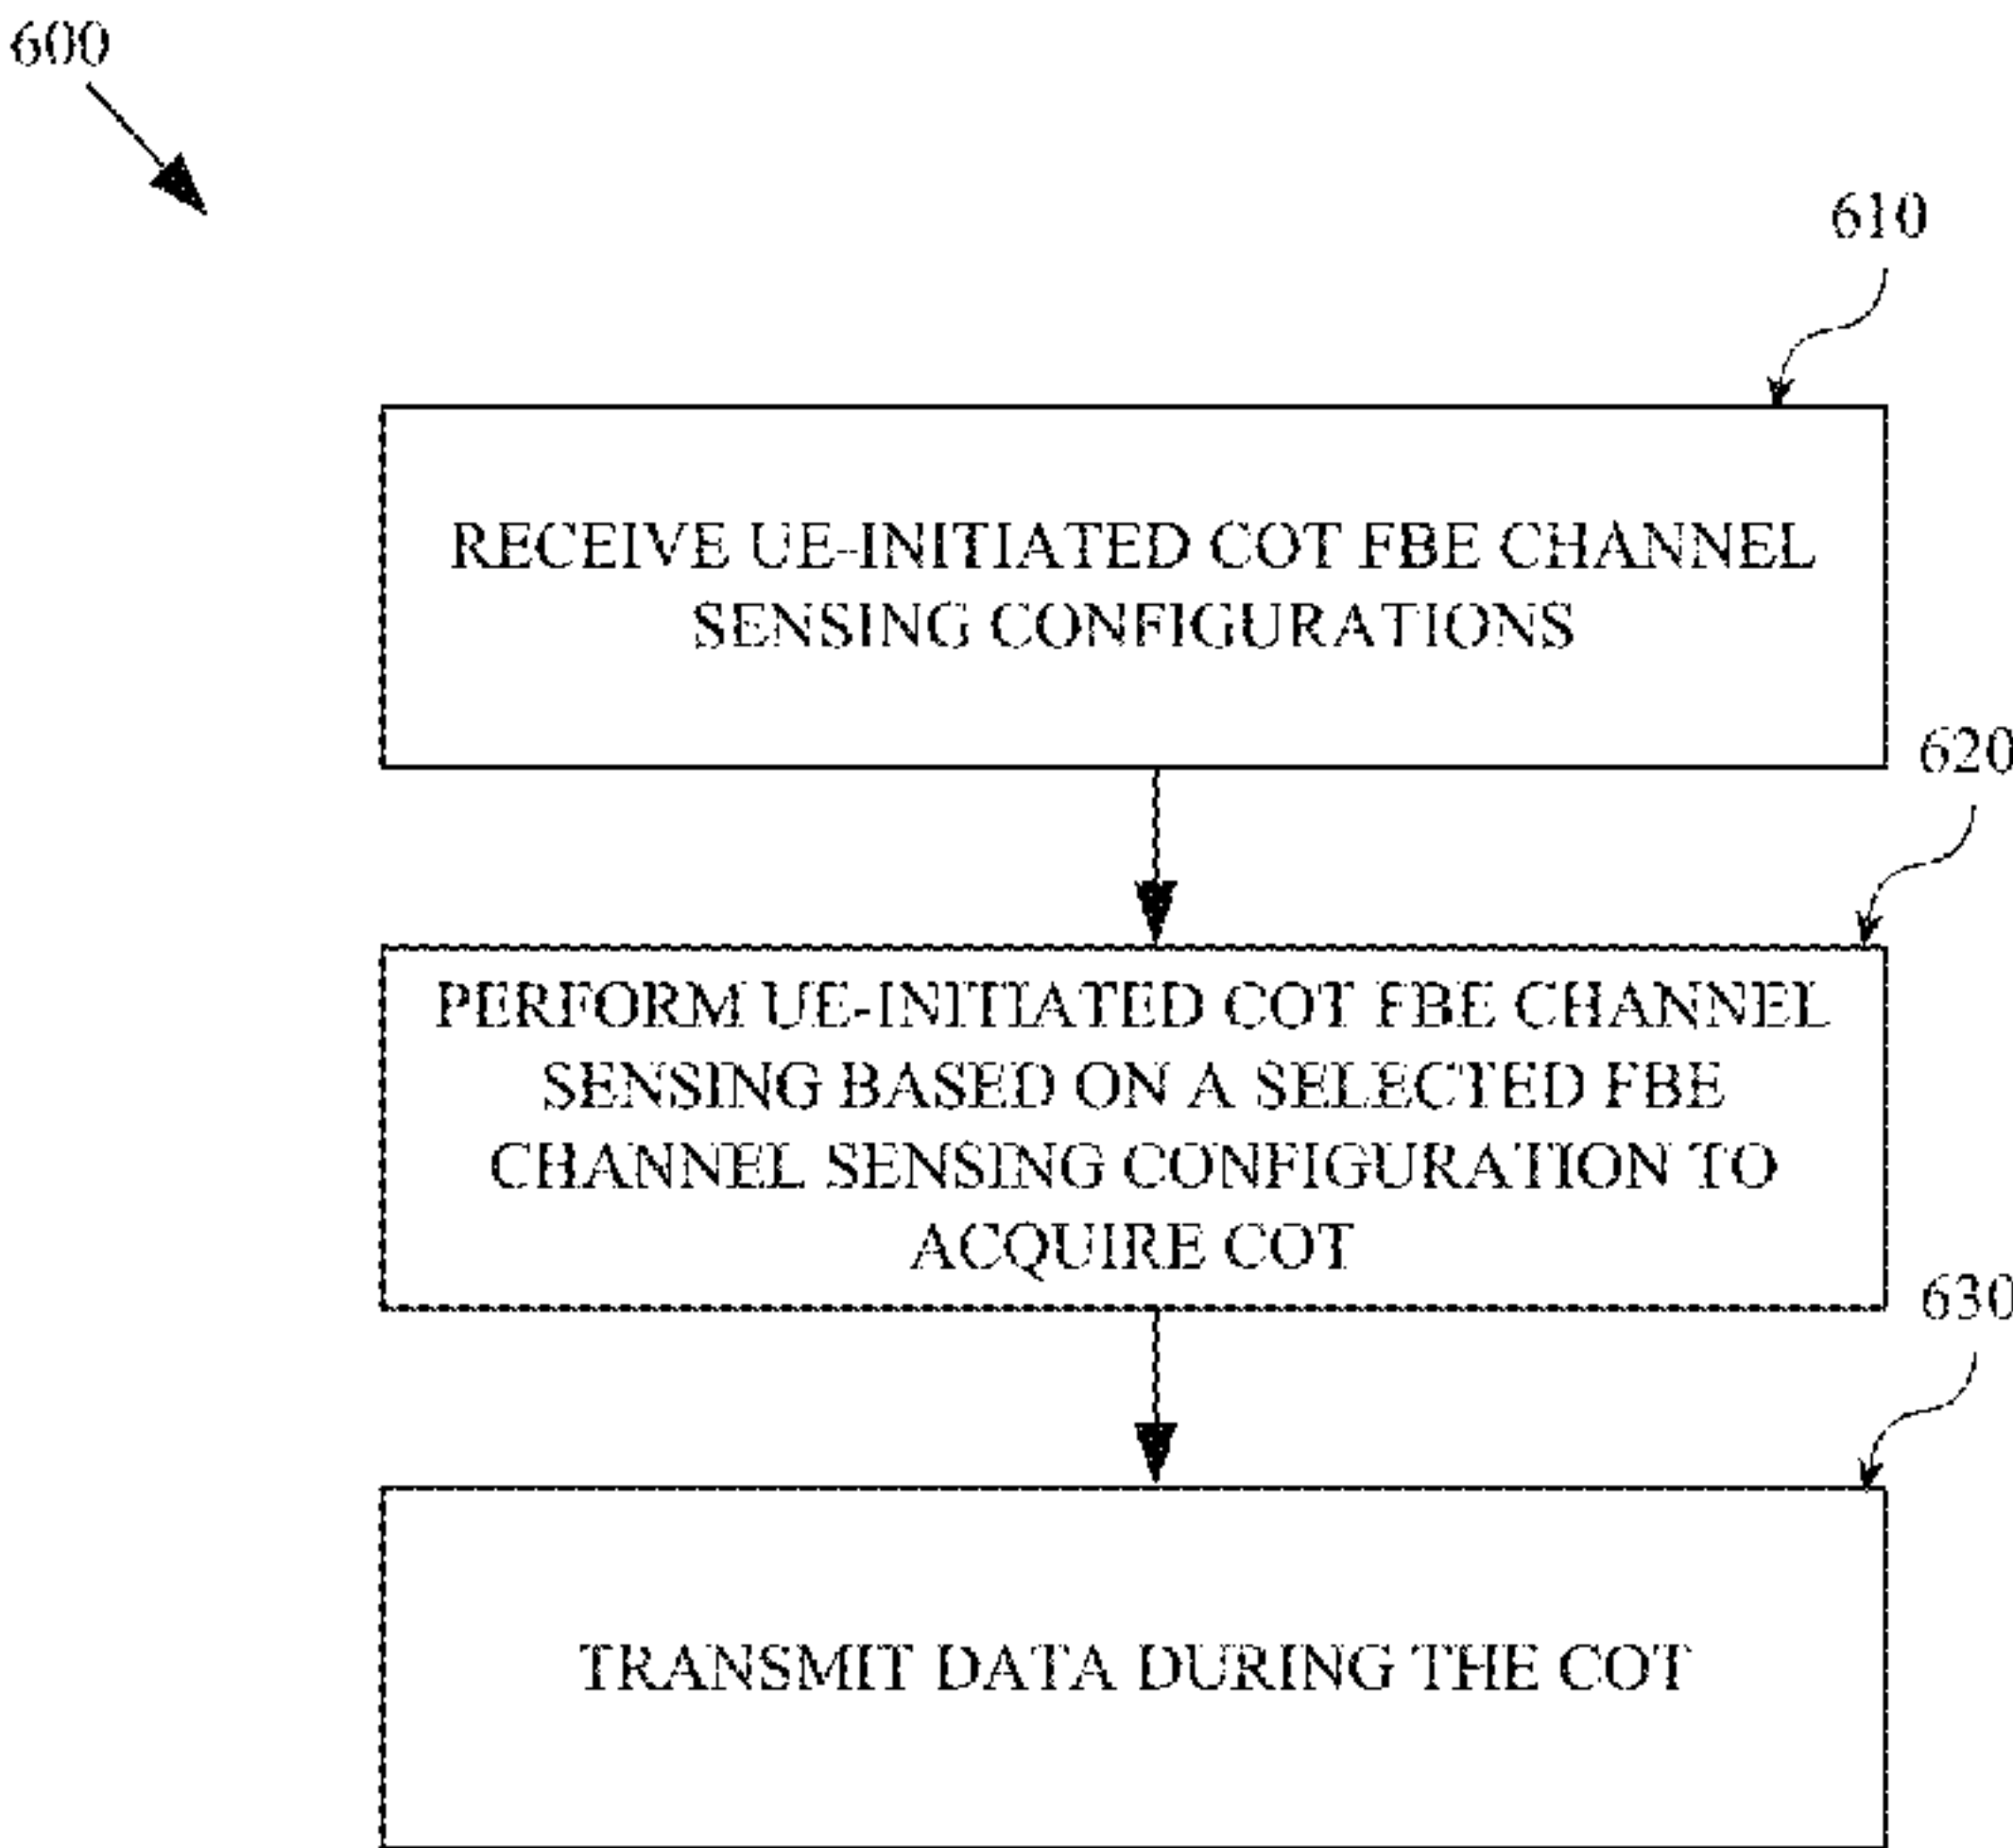 600
610
RECEIVE UE-INITIATED COT FBE CHANNEL
SENSING CONFIGURATIONS
620
PERFORM UE-INITIATED COT FBE CHANNEL
SENSING BASED ON A SELECTED FBE
CHANNEL SENSING CONFIGURATION TO
ACQUIRE COT
630
TRANSMIT DATA DURING THE COT